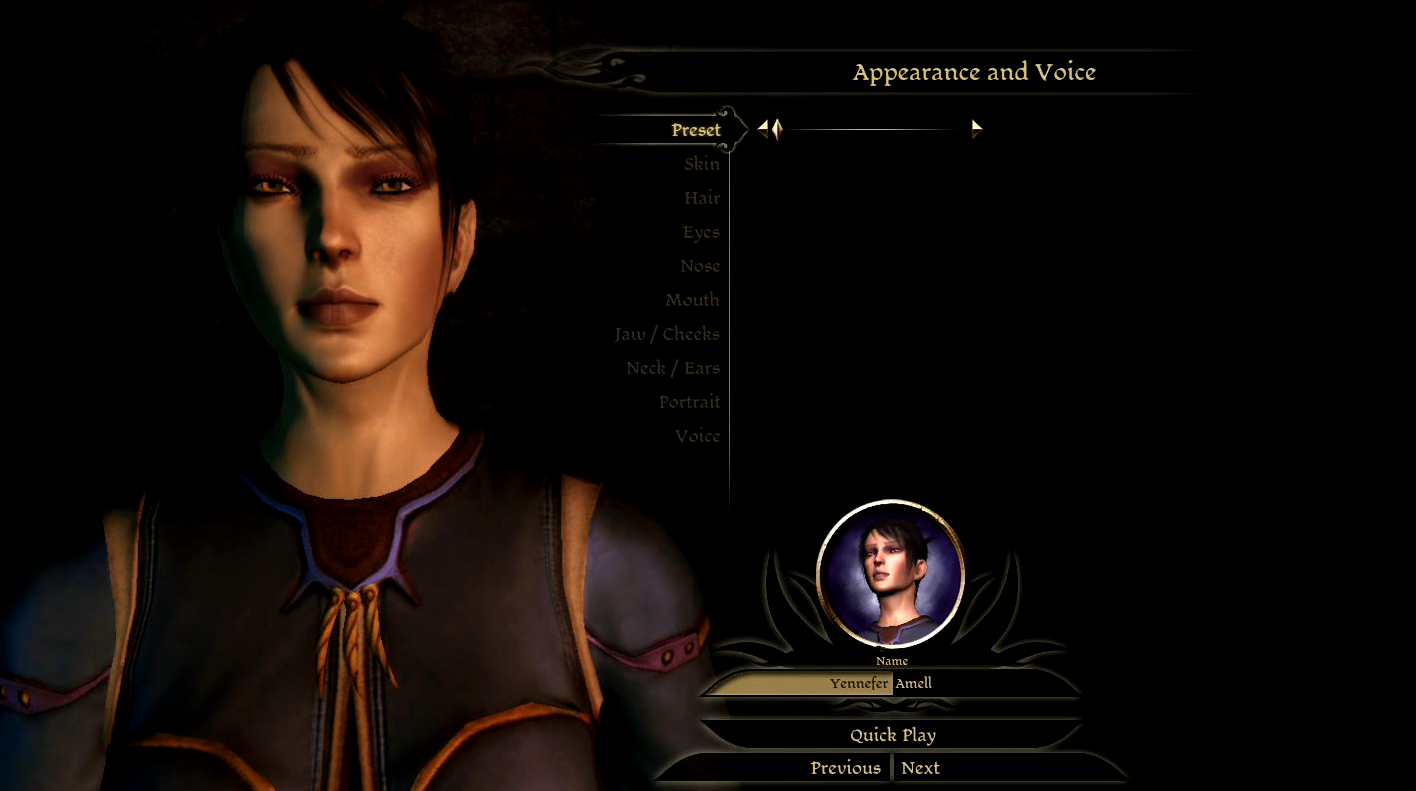 Appearance and Voice
Preset
Skin
Hair
Eyes
Nose
Mouth
Jaw / Cheeks
Neck / Ears
Portrait
Voice
Name
Yennefer Amell
Quick Play
Previous Next